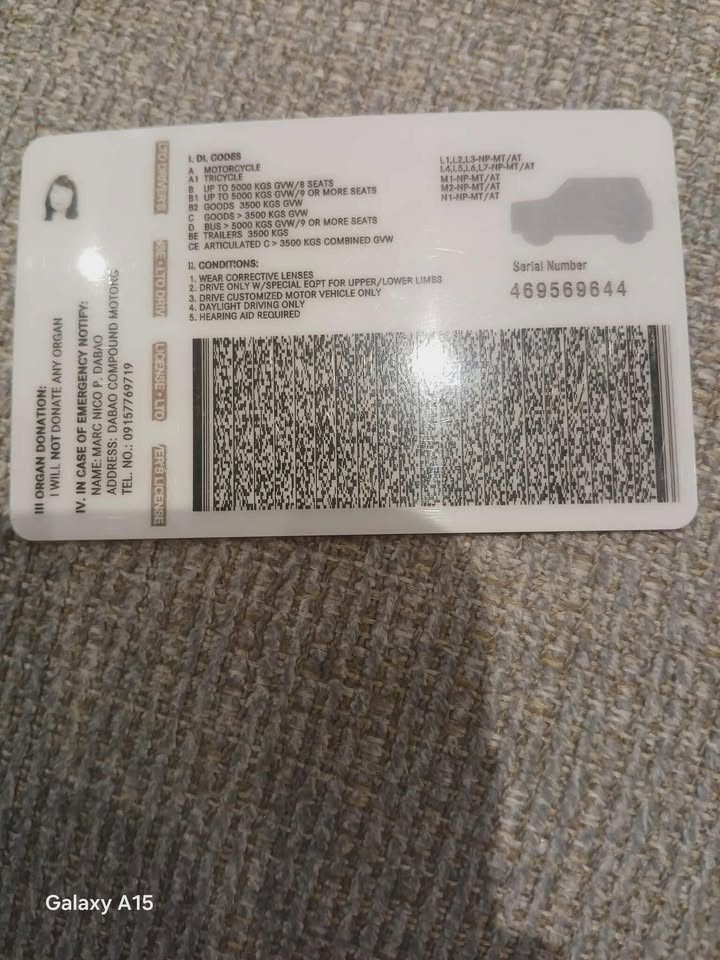 I. DL CODES
A MOTORCYCLE
A1 TRICYCLE
B UP TO 5000 KGS GVW/8 SEATS
B1 UP TO 5000 KGS GVW/9 OR MORE SEATS
B2 GOODS 3500 KGS GVW
C GOODS > 3500 KGS GVW
D BUS > 5000 KGS GVW/9 OR MORE SEATS
BE TRAILERS 3500 KGS
CE ARTICULATED C > 3500 KGS COMBINED GVW
L1,L2,L3-NP-MT/AT
L4,L5,L6,L7-NP-MT/AT
M1-NP-MT/AT
M2-NP-MT/AT
N1-NP-MT/AT
II. CONDITIONS:
1. WEAR CORRECTIVE LENSES
2. DRIVE ONLY W/SPECIAL EQPT FOR UPPER/LOWER LIMBS
3. DRIVE CUSTOMIZED MOTOR VEHICLE ONLY
4. DAYLIGHT DRIVING ONLY
5. HEARING AID REQUIRED
Serial Number
469569644
III ORGAN DONATION:
I WILL NOT DONATE ANY ORGAN
IV. IN CASE OF EMERGENCY NOTIFY:
NAME: MARC NICO P. DABAO
ADDRESS: DABAO COMPOUND MOTONG
TEL. NO.: 09157769719
LICENSE • LTO
Galaxy A15